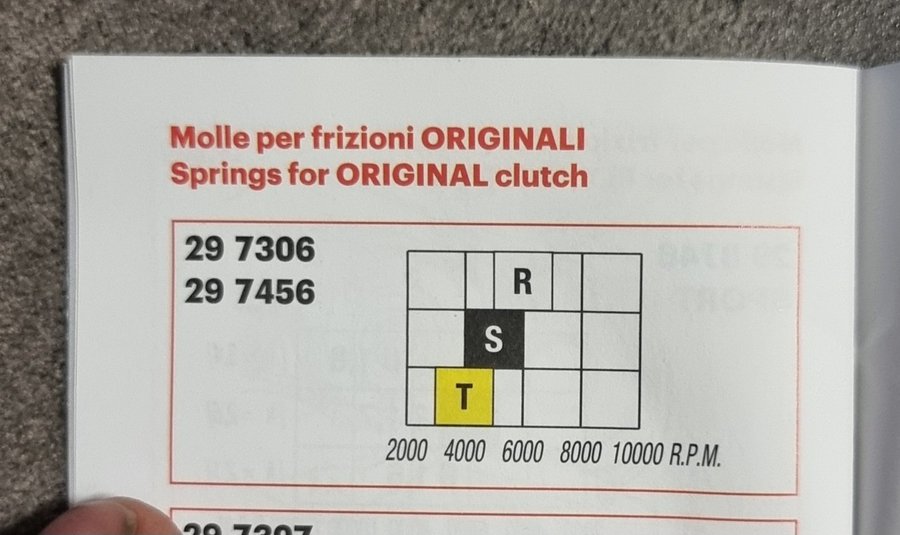 Molle per frizioni ORIGINALI
Springs for ORIGINAL clutch
29 7306
29 7456
R
S
T
2000 4000 6000 8000 10000 R.P.M.